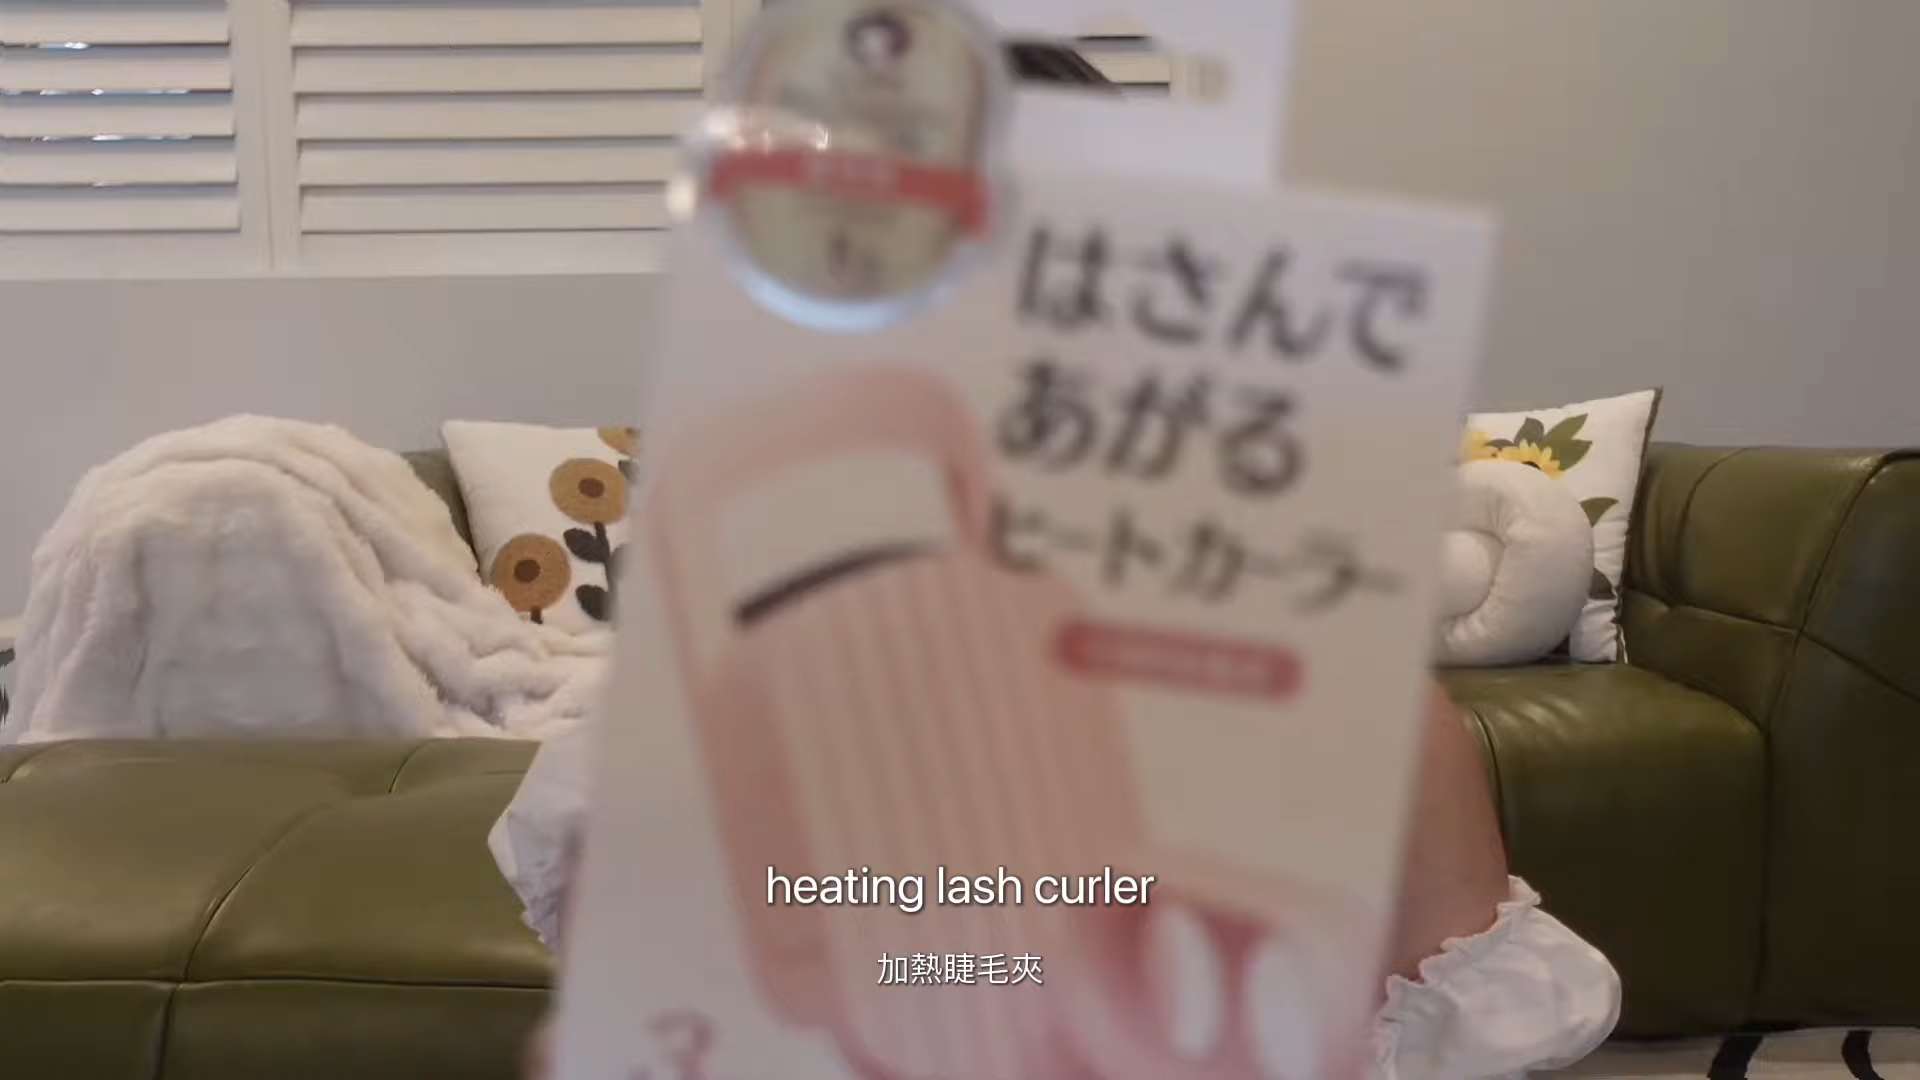 はさんで
あがる
ヒートカーラー
heating lash curler
加熱睫毛夾